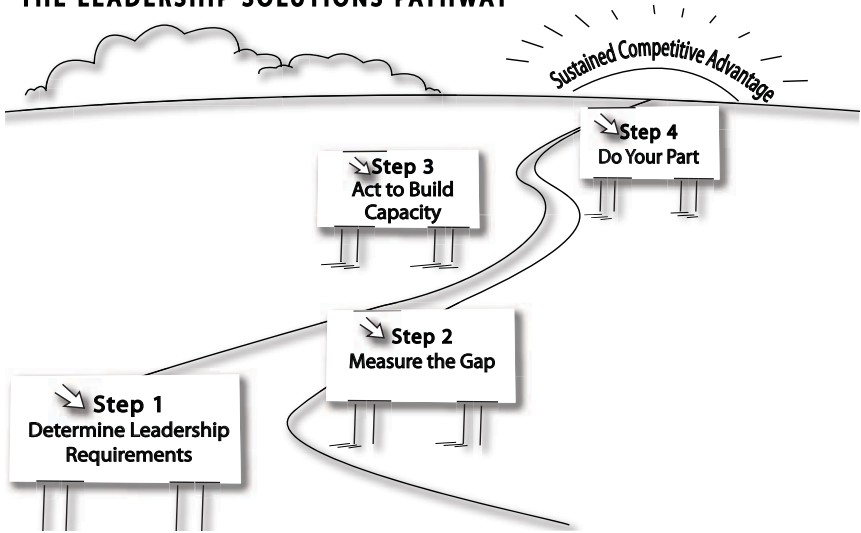 THE LEADERSHIP SOLUTIONS PATHWAY
Sustained Competitive Advantage
Step 4
Do Your Part
Step 3
Act to Build
Capacity
Step 2
Measure the Gap
Step 1
Determine Leadership
Requirements